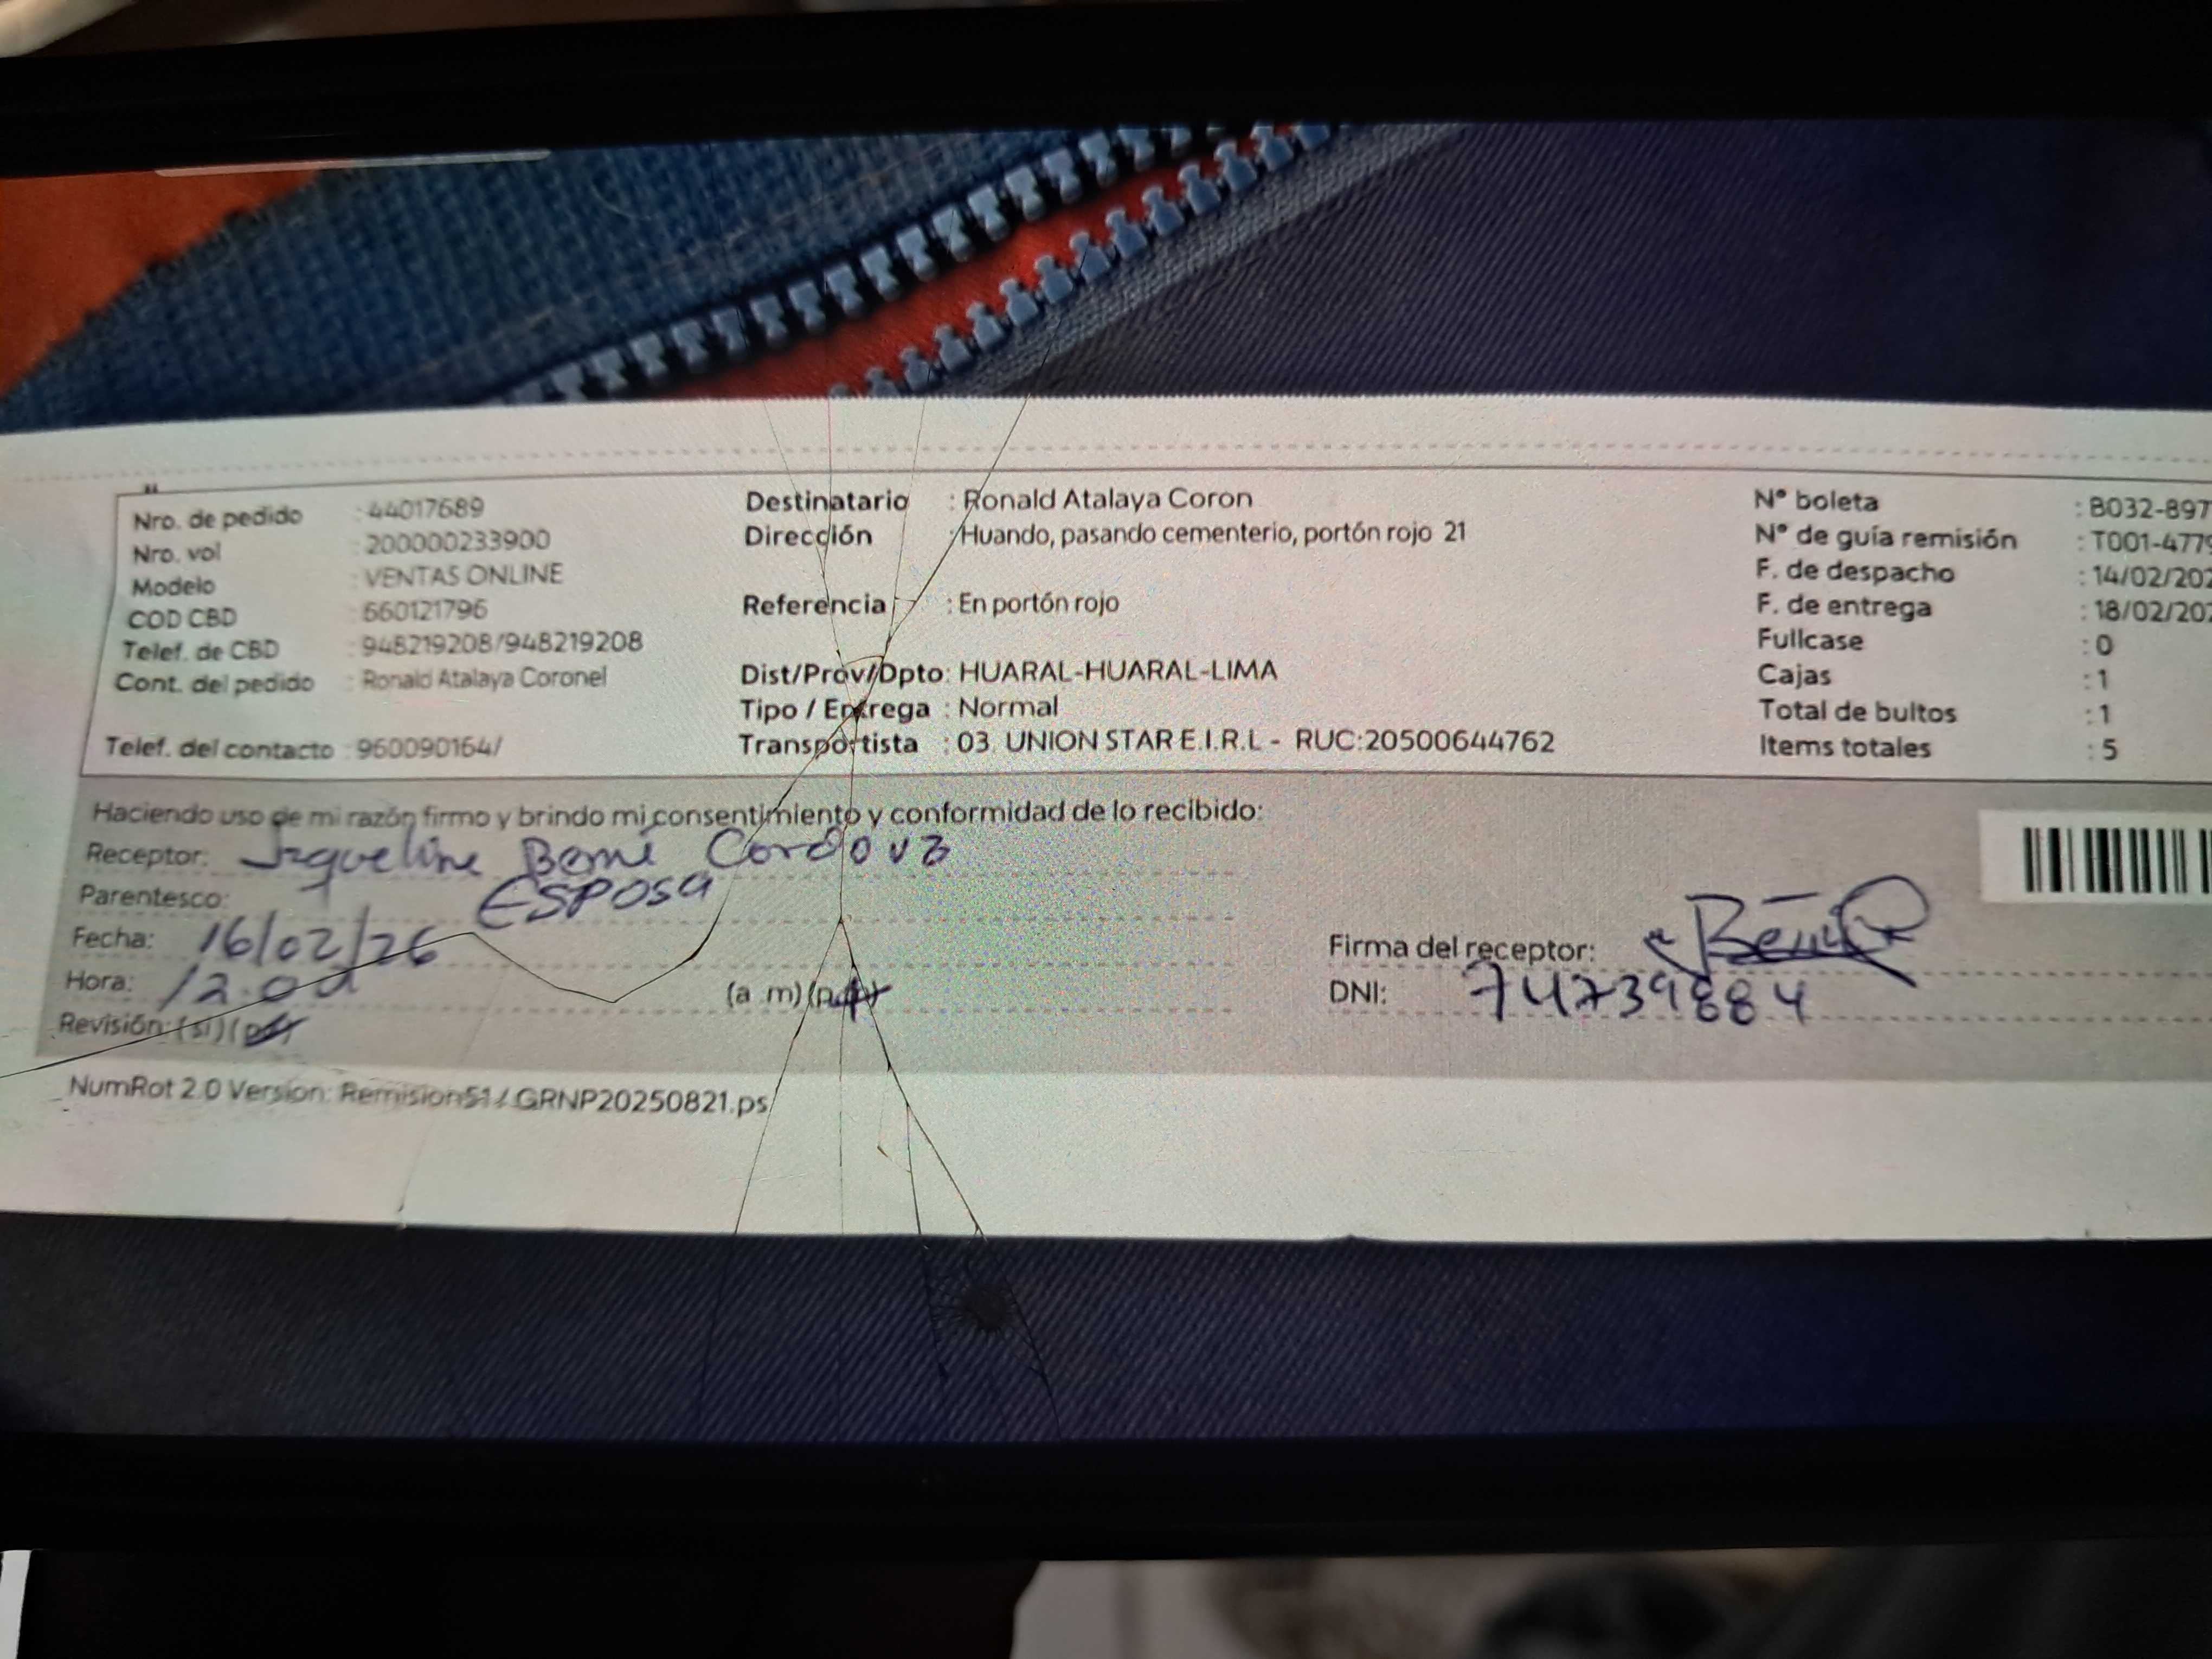 Nro. de pedido : 44017689
Nro. vol : 200000233900
Modelo : VENTAS ONLINE
COD CBD : 660121796
Telef. de CBD : 948219208/948219208
Cont. del pedido : Ronald Atalaya Coronel
Telef. del contacto : 960090164/
Destinatario : Ronald Atalaya Coron
Dirección : Huando, pasando cementerio, portón rojo 21
Referencia : En portón rojo
Dist/Prov/Dpto: HUARAL-HUARAL-LIMA
Tipo / Entrega : Normal
Transportista : 03. UNION STAR E.I.R.L - RUC:20500644762
N° boleta : B032-897
N° de guía remisión : T001-4779
F. de despacho : 14/02/202
F. de entrega : 18/02/202
Fullcase : 0
Cajas : 1
Total de bultos : 1
Items totales : 5
Haciendo uso de mi razón firmo y brindo mi consentimiento y conformidad de lo recibido:
Receptor: Jaqueline Cordova
Parentesco: ESPOSA
Fecha: 16/02/26
Hora: 12:00 (a .m) (p.m)
Revisión: (si) (no)
Firma del receptor:
DNI: 74739884
NumRot 2.0 Version: Remision51 / GRNP20250821.ps